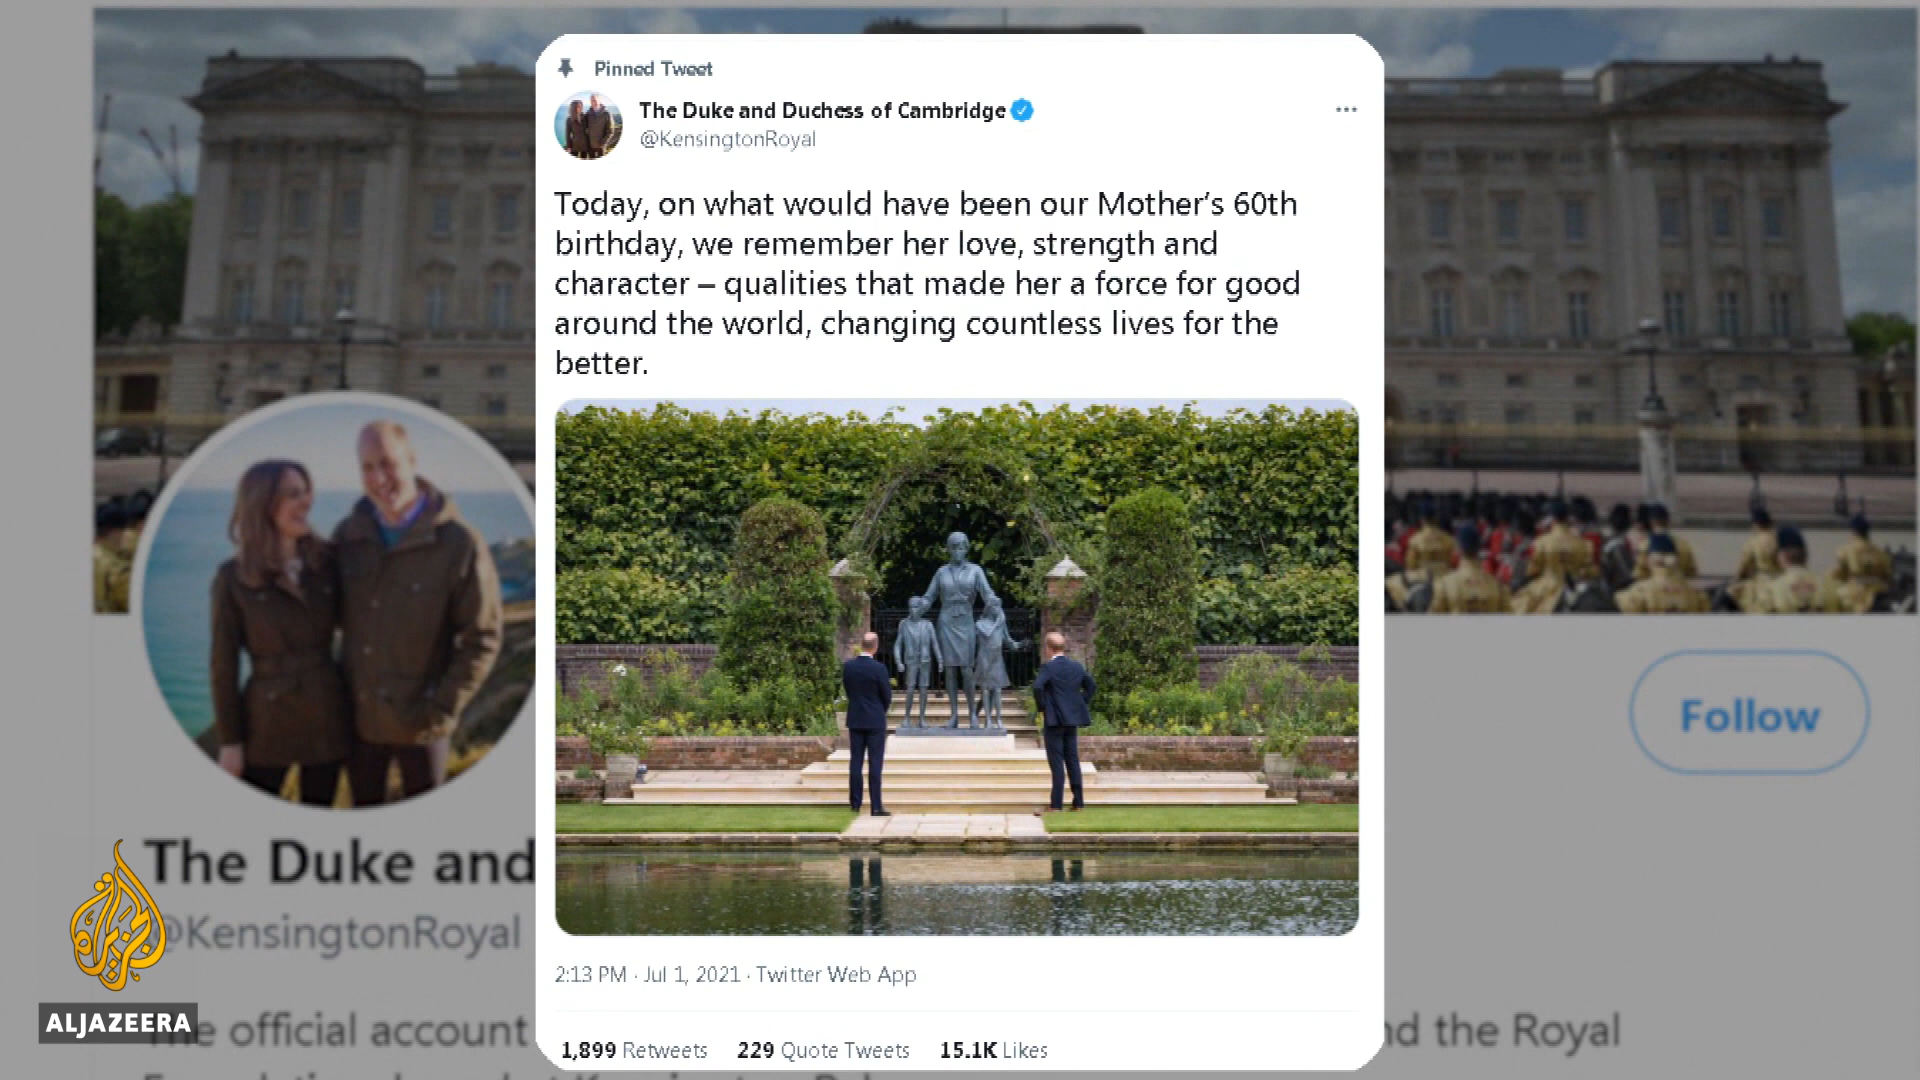 Pinned Tweet
The Duke and Duchess of Cambridge
@KensingtonRoyal
Today, on what would have been our Mother's 60th
birthday, we remember her love, strength and
character – qualities that made her a force for good
around the world, changing countless lives for the
better.
2:13 PM · Jul 1, 2021 · Twitter Web App
1,899 Retweets 229 Quote Tweets 15.1K Likes
Follow
The Duke and
@KensingtonRoyal
The official account
nd the Royal
الجزيرة
ALJAZEERA